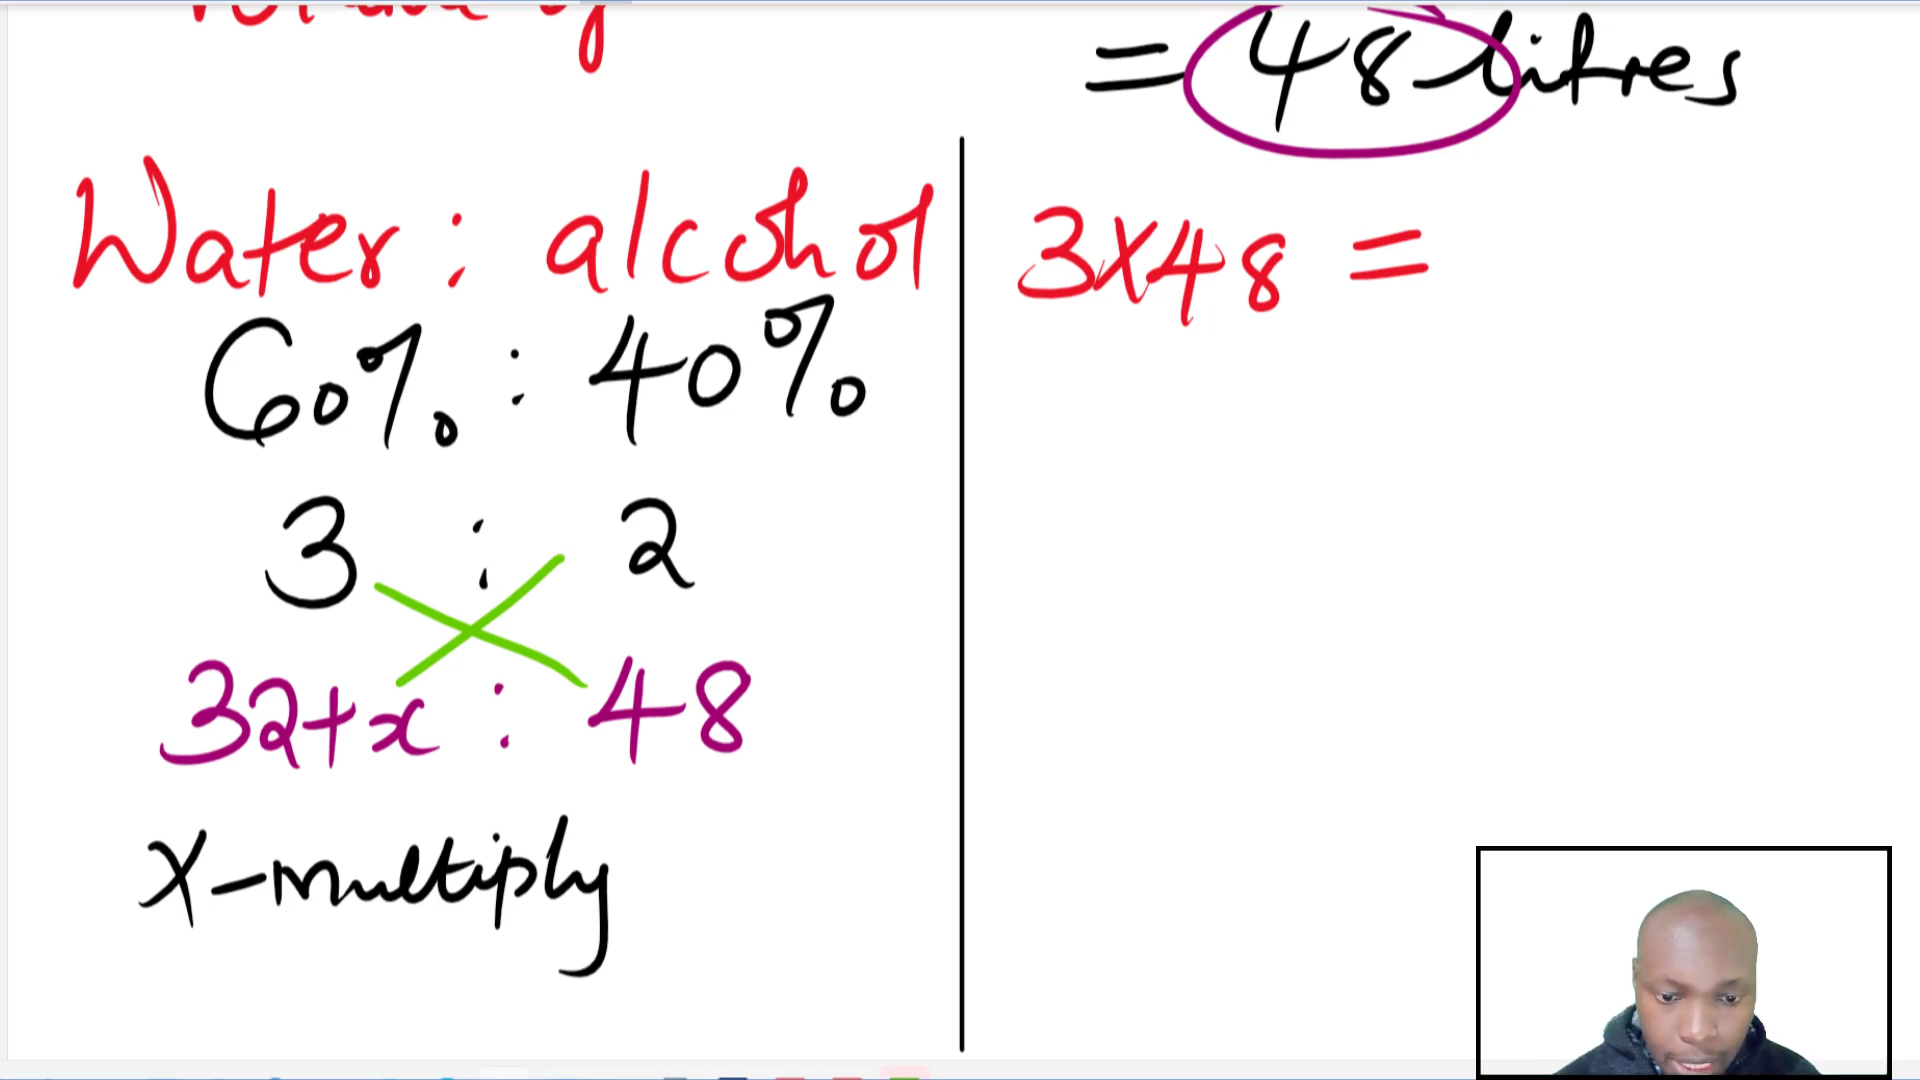 = 48 litres
Water : alcohol
60% : 40%
3 : 2
32+x : 48
X-multiply
3X48 =